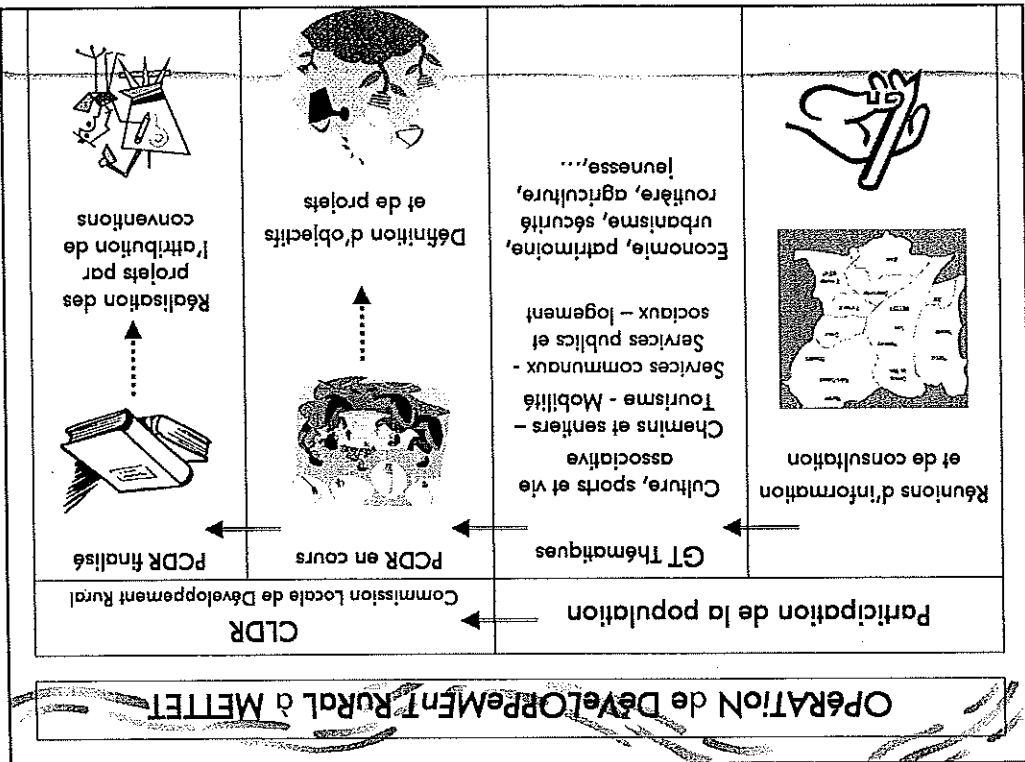 OPéRATioN de DéVeLOPPeMENT RuRaL à METTET
Participation de la population
CLDR
Commission Locale de Développement Rural
Réunions d'information
et de consultation
GT Thématiques
Culture, sports et vie
associative
Chemins et sentiers –
Tourisme - Mobilité
Services communaux -
Services publics et
sociaux – logement
Economie, patrimoine,
urbanisme, sécurité
routière, agriculture,
jeunesse,...
PCDR en cours
Définition d'objectifs
et de projets
PCDR finalisé
Réalisation des
projets par
l'attribution de
conventions